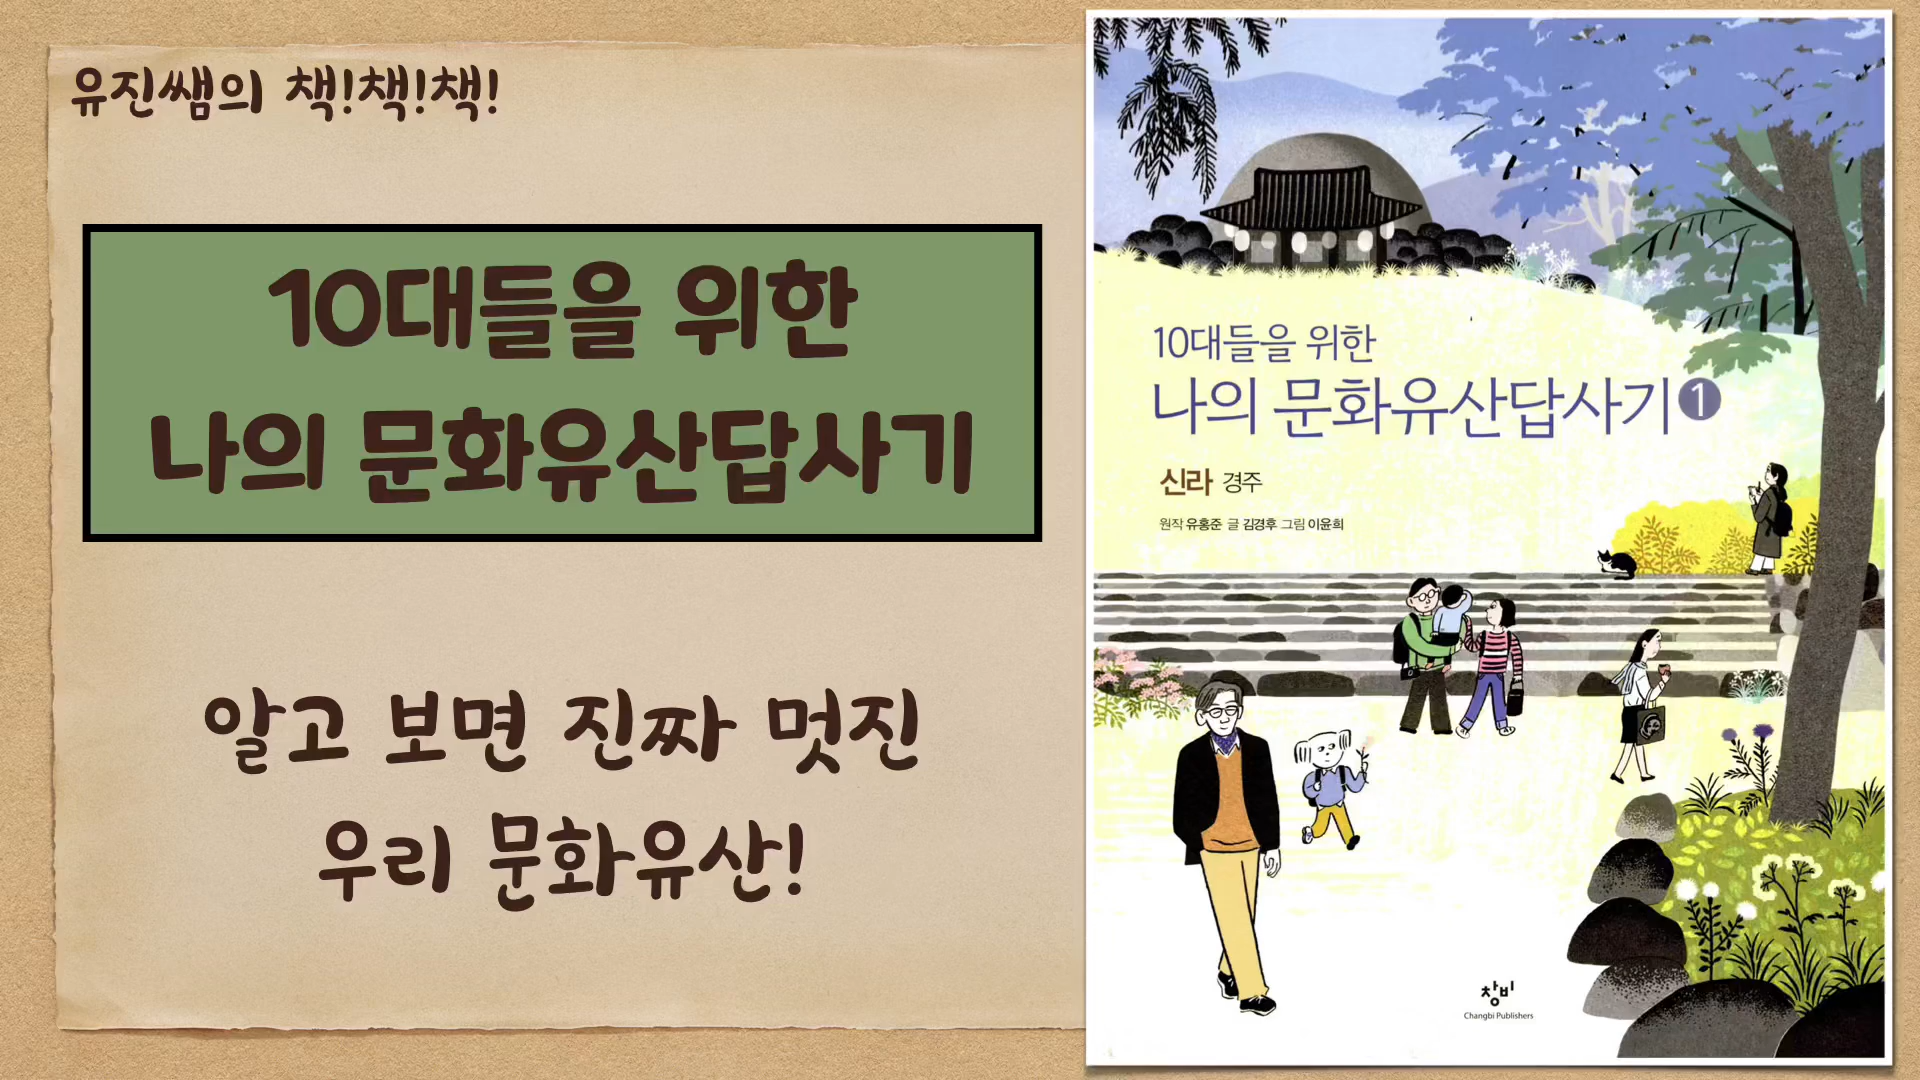 유진쌤의 책!책!책!
10대들을 위한
나의 문화유산답사기
알고 보면 진짜 멋진
우리 문화유산!
10대들을 위한
나의 문화유산답사기 1
신라 경주
원작 유홍준 글 김경후 그림 이윤희
창비
Changbi Publishers